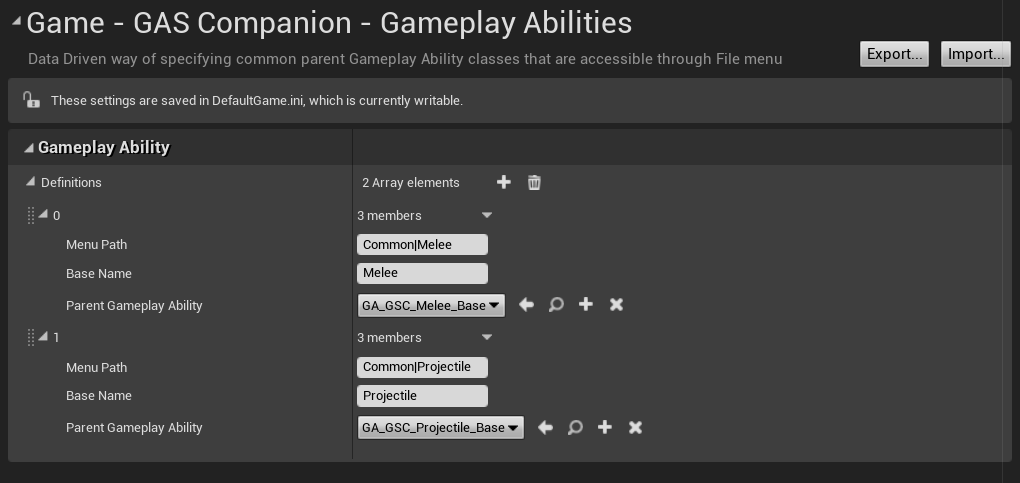 Game - GAS Companion - Gameplay Abilities
Data Driven way of specifying common parent Gameplay Ability classes that are accessible through File menu
Export... Import...
These settings are saved in DefaultGame.ini, which is currently writable.
Gameplay Ability
Definitions 2 Array elements
0 3 members
Menu Path Common|Melee
Base Name Melee
Parent Gameplay Ability GA_GSC_Melee_Base
1 3 members
Menu Path Common|Projectile
Base Name Projectile
Parent Gameplay Ability GA_GSC_Projectile_Base